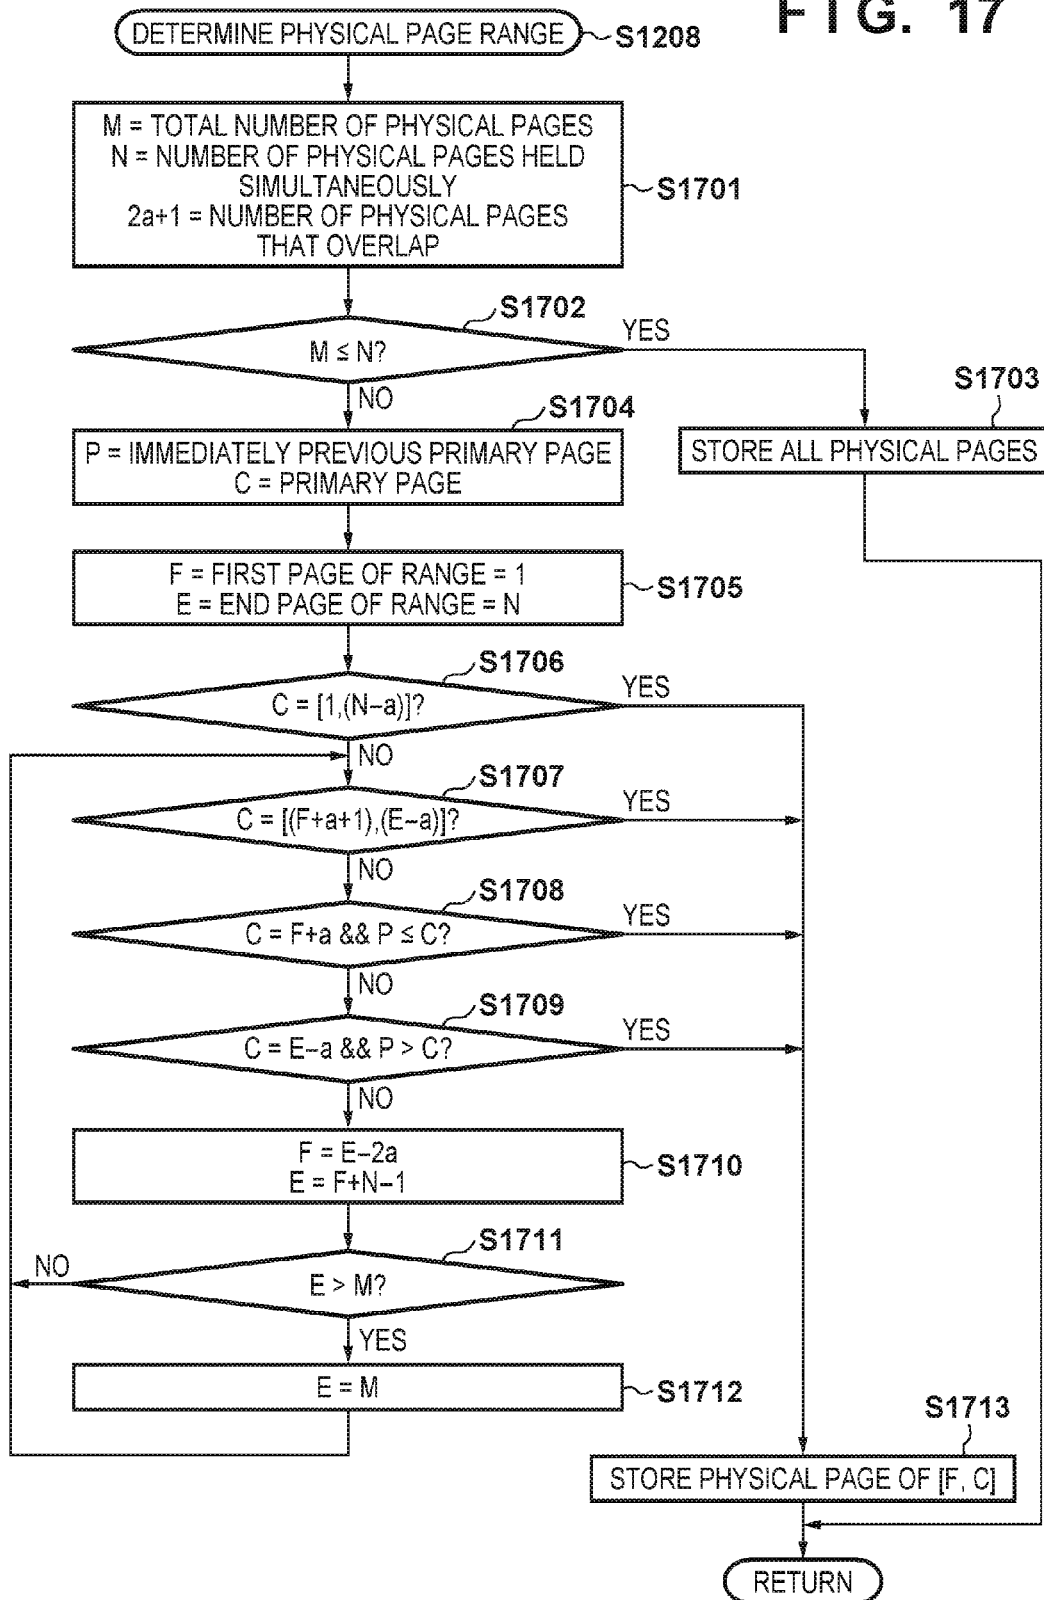 FIG. 17
DETERMINE PHYSICAL PAGE RANGE
S1208
M = TOTAL NUMBER OF PHYSICAL PAGES
N = NUMBER OF PHYSICAL PAGES HELD
SIMULTANEOUSLY
2a+1 = NUMBER OF PHYSICAL PAGES
THAT OVERLAP
S1701
S1702
M ≤ N?
YES
NO
S1703
STORE ALL PHYSICAL PAGES
S1704
P = IMMEDIATELY PREVIOUS PRIMARY PAGE
C = PRIMARY PAGE
F = FIRST PAGE OF RANGE = 1
E = END PAGE OF RANGE = N
S1705
S1706
C = [1,(N–a)]?
YES
NO
S1707
C = [(F+a+1),(E–a)]?
YES
NO
S1708
C = F+a && P ≤ C?
YES
NO
S1709
C = E–a && P > C?
YES
NO
F = E–2a
E = F+N–1
S1710
S1711
E > M?
NO
YES
E = M
S1712
S1713
STORE PHYSICAL PAGE OF [F, C]
RETURN